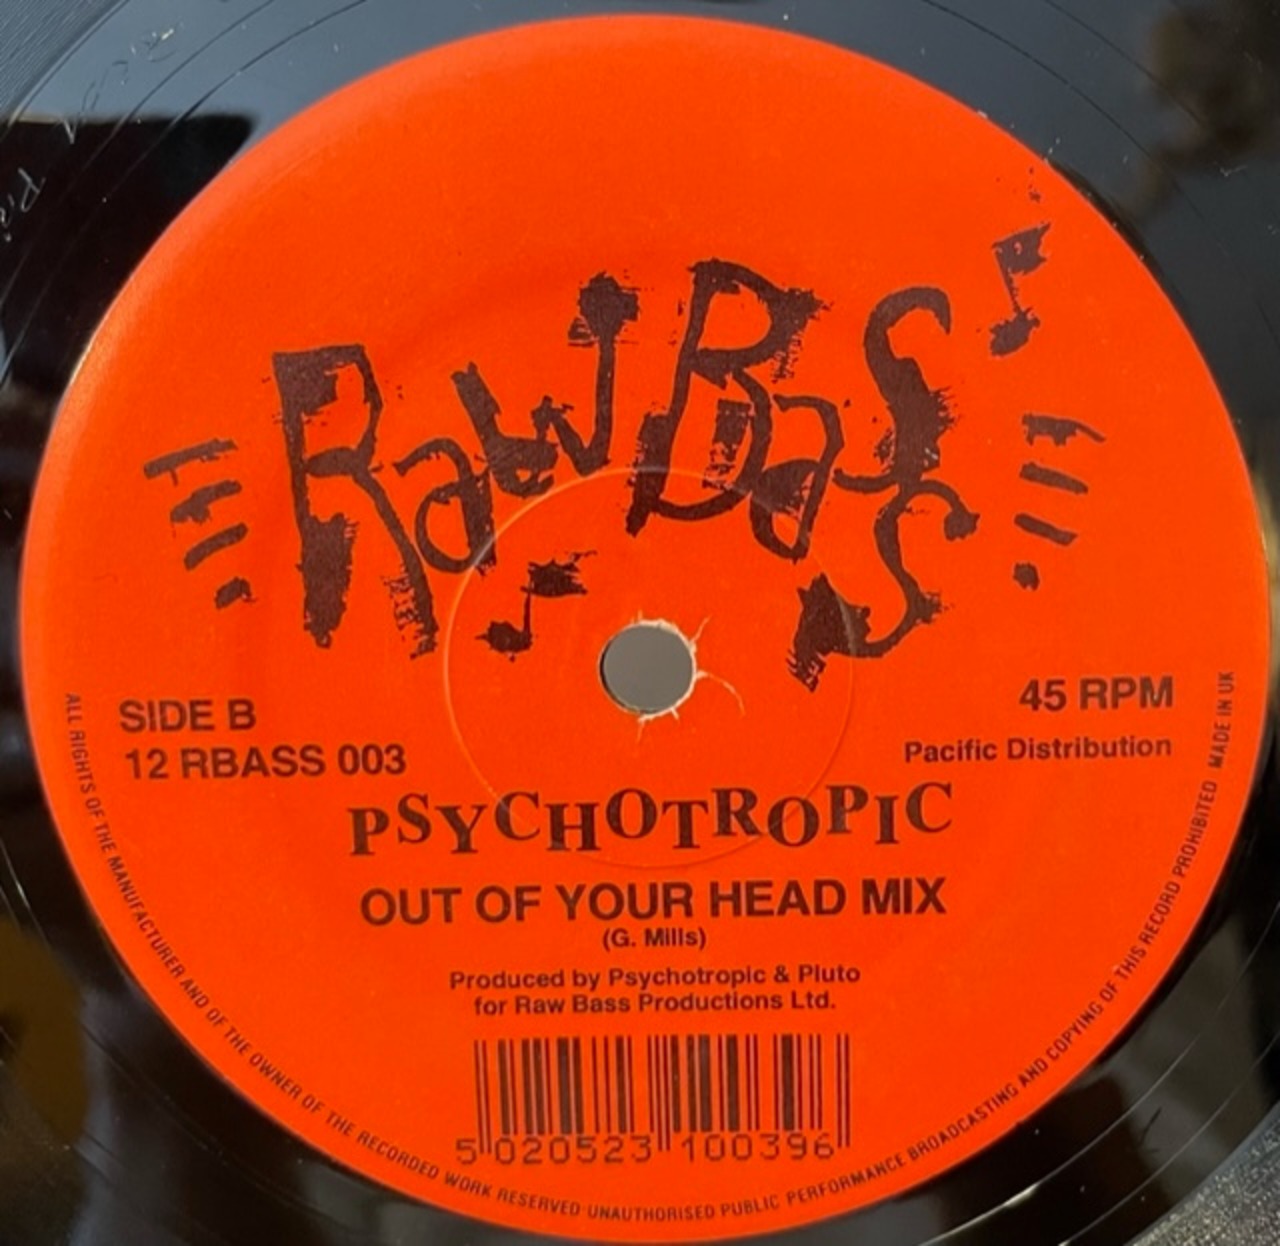 Raw Bass
SIDE B
12 RBASS 003
45 RPM
Pacific Distribution
PSYCHOTROPIC
OUT OF YOUR HEAD MIX
(G. Mills)
Produced by Psychotropic & Pluto
for Raw Bass Productions Ltd.
5 020523 100396
ALL RIGHTS OF THE MANUFACTURER AND OF THE OWNER OF THE RECORDED WORK RESERVED UNAUTHORISED PUBLIC PERFORMANCE BROADCASTING AND COPYING OF THIS RECORD PROHIBITED MADE IN UK